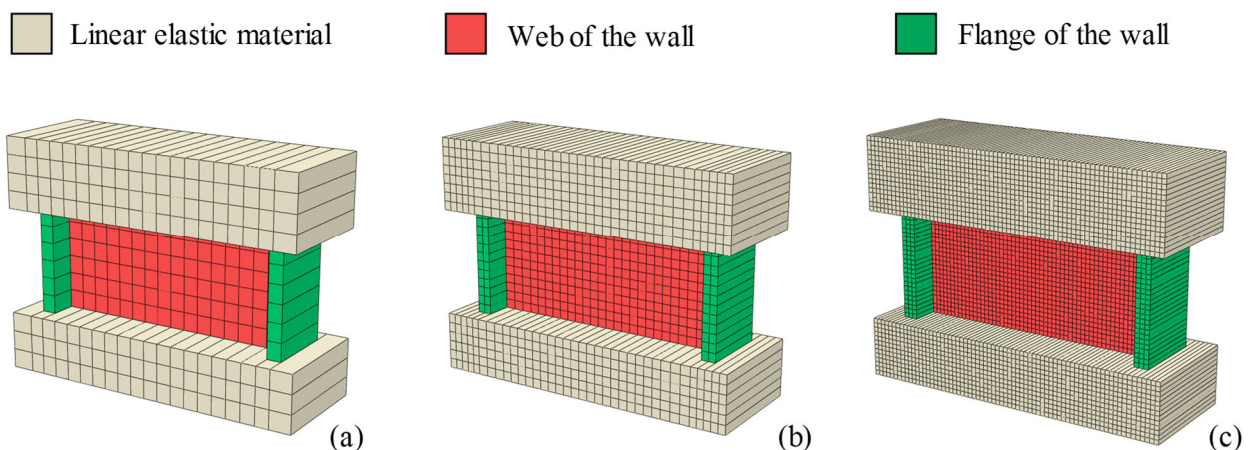 Linear elastic material
Web of the wall
Flange of the wall
(a)
(b)
(c)